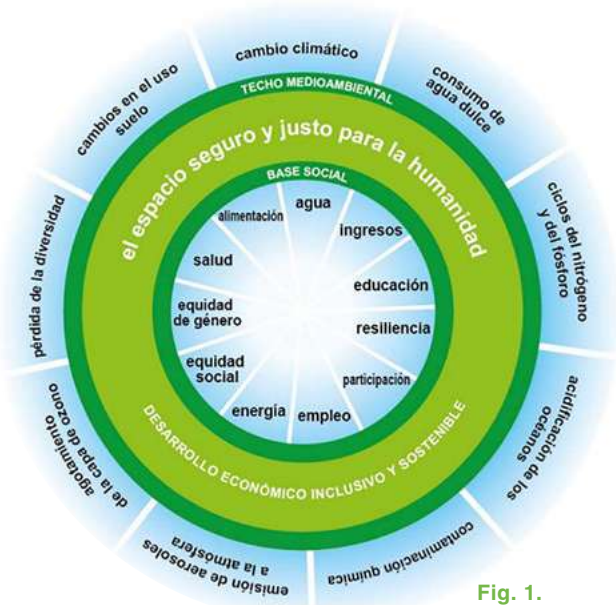 cambio climático
consumo de
agua dulce
ciclos del nitrógeno
y del fósforo
acidificación de los
océanos
contaminación química
emisión de aerosoles
a la atmósfera
agotamiento
de la capa de ozono
pérdida de la diversidad
cambios en el uso
suelo
TECHO MEDIOAMBIENTAL
el espacio seguro y justo para la humanidad
BASE SOCIAL
agua
ingresos
educación
resiliencia
participación
empleo
energía
equidad
social
equidad
de género
salud
alimentación
DESARROLLO ECONÓMICO INCLUSIVO Y SOSTENIBLE
Fig. 1.